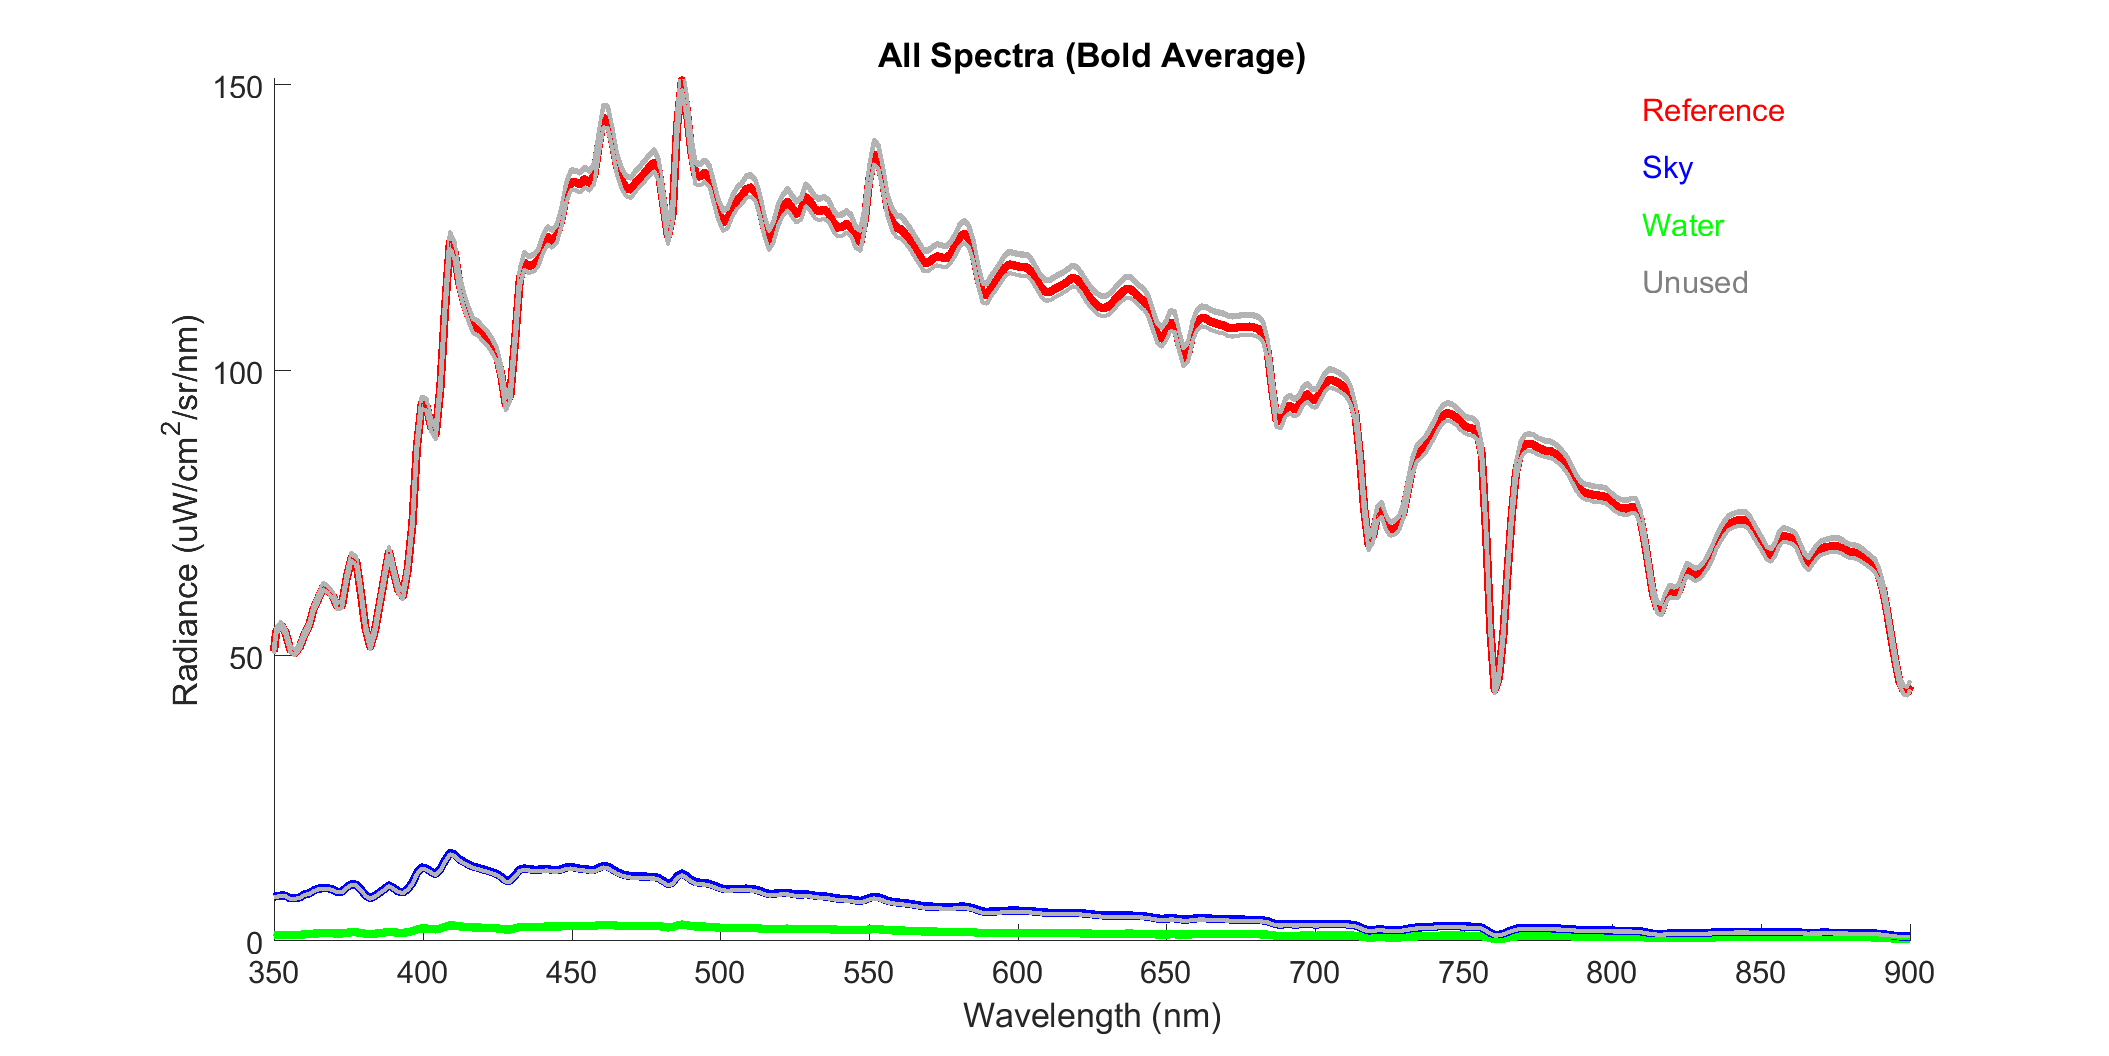 All Spectra (Bold Average)
150
100
50
0
Radiance (uW/cm²/sr/nm)
Reference
Sky
Water
Unused
350 400 450 500 550 600 650 700 750 800 850 900
Wavelength (nm)